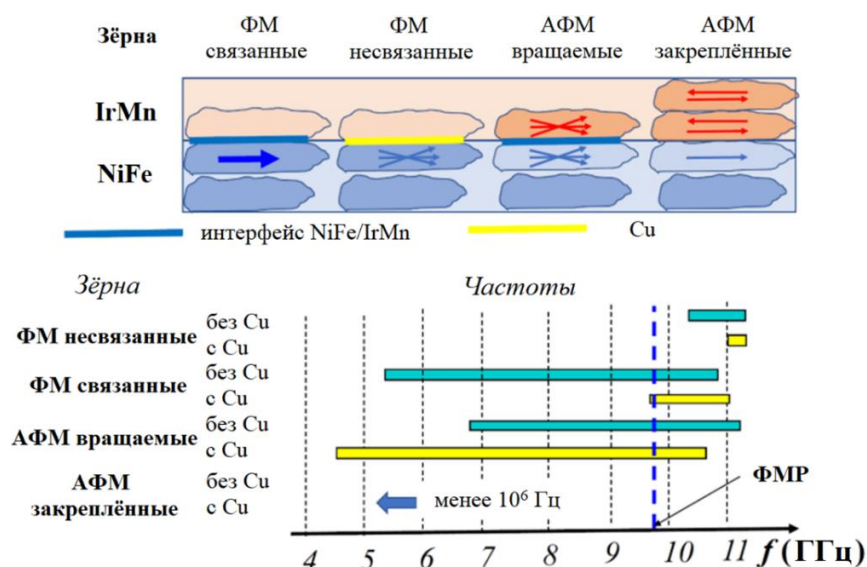 Зёрна
ФМ
связанные
ФМ
несвязанные
АФМ
вращаемые
АФМ
закреплённые
IrMn
NiFe
интерфейс NiFe/IrMn
Cu
Зёрна
Частоты
ФМ несвязанные
без Cu
с Cu
ФМ связанные
без Cu
с Cu
АФМ вращаемые
без Cu
с Cu
АФМ
закреплённые
без Cu
с Cu
менее 10⁶ Гц
ФМР
4 5 6 7 8 9 10 11 f (ГГц)